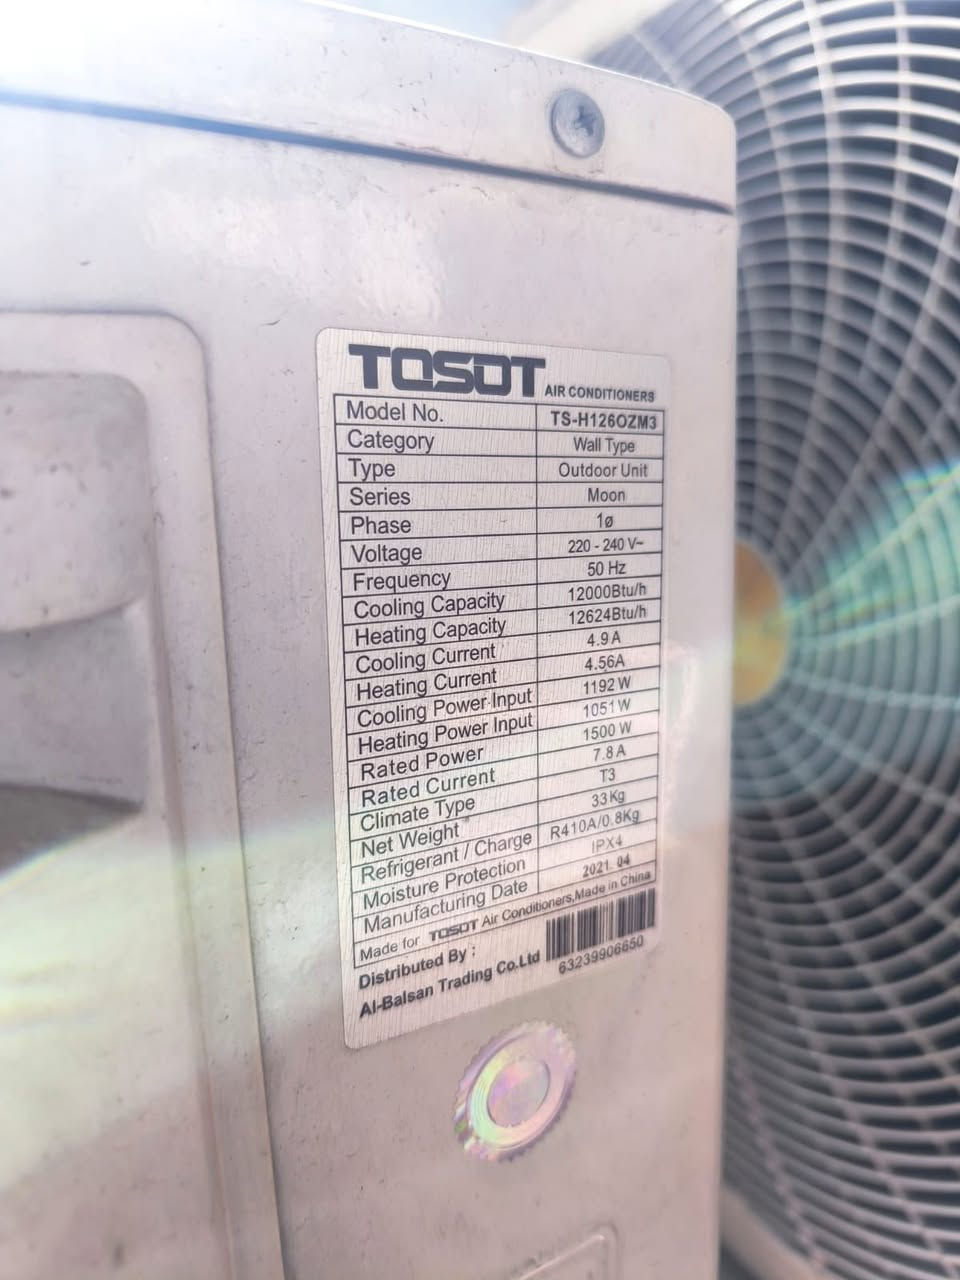 TOSOT AIR CONDITIONERS
Model No. TS-H126OZM3
Category Wall Type
Type Outdoor Unit
Series Moon
Phase 1ø
Voltage 220 - 240 V~
Frequency 50 Hz
Cooling Capacity 12000Btu/h
Heating Capacity 12624Btu/h
Cooling Current 4.9 A
Heating Current 4.56A
Cooling Power Input 1192 W
Heating Power Input 1051 W
Rated Power 1500 W
Rated Current 7.8 A
Climate Type T3
Net Weight 33 Kg
Refrigerant / Charge R410A/0.8Kg
Moisture Protection IPX4
Manufacturing Date 2021. 04
Made for TOSOT Air Conditioners,Made in China
Distributed By :
Al-Balsan Trading Co.Ltd
63239906650